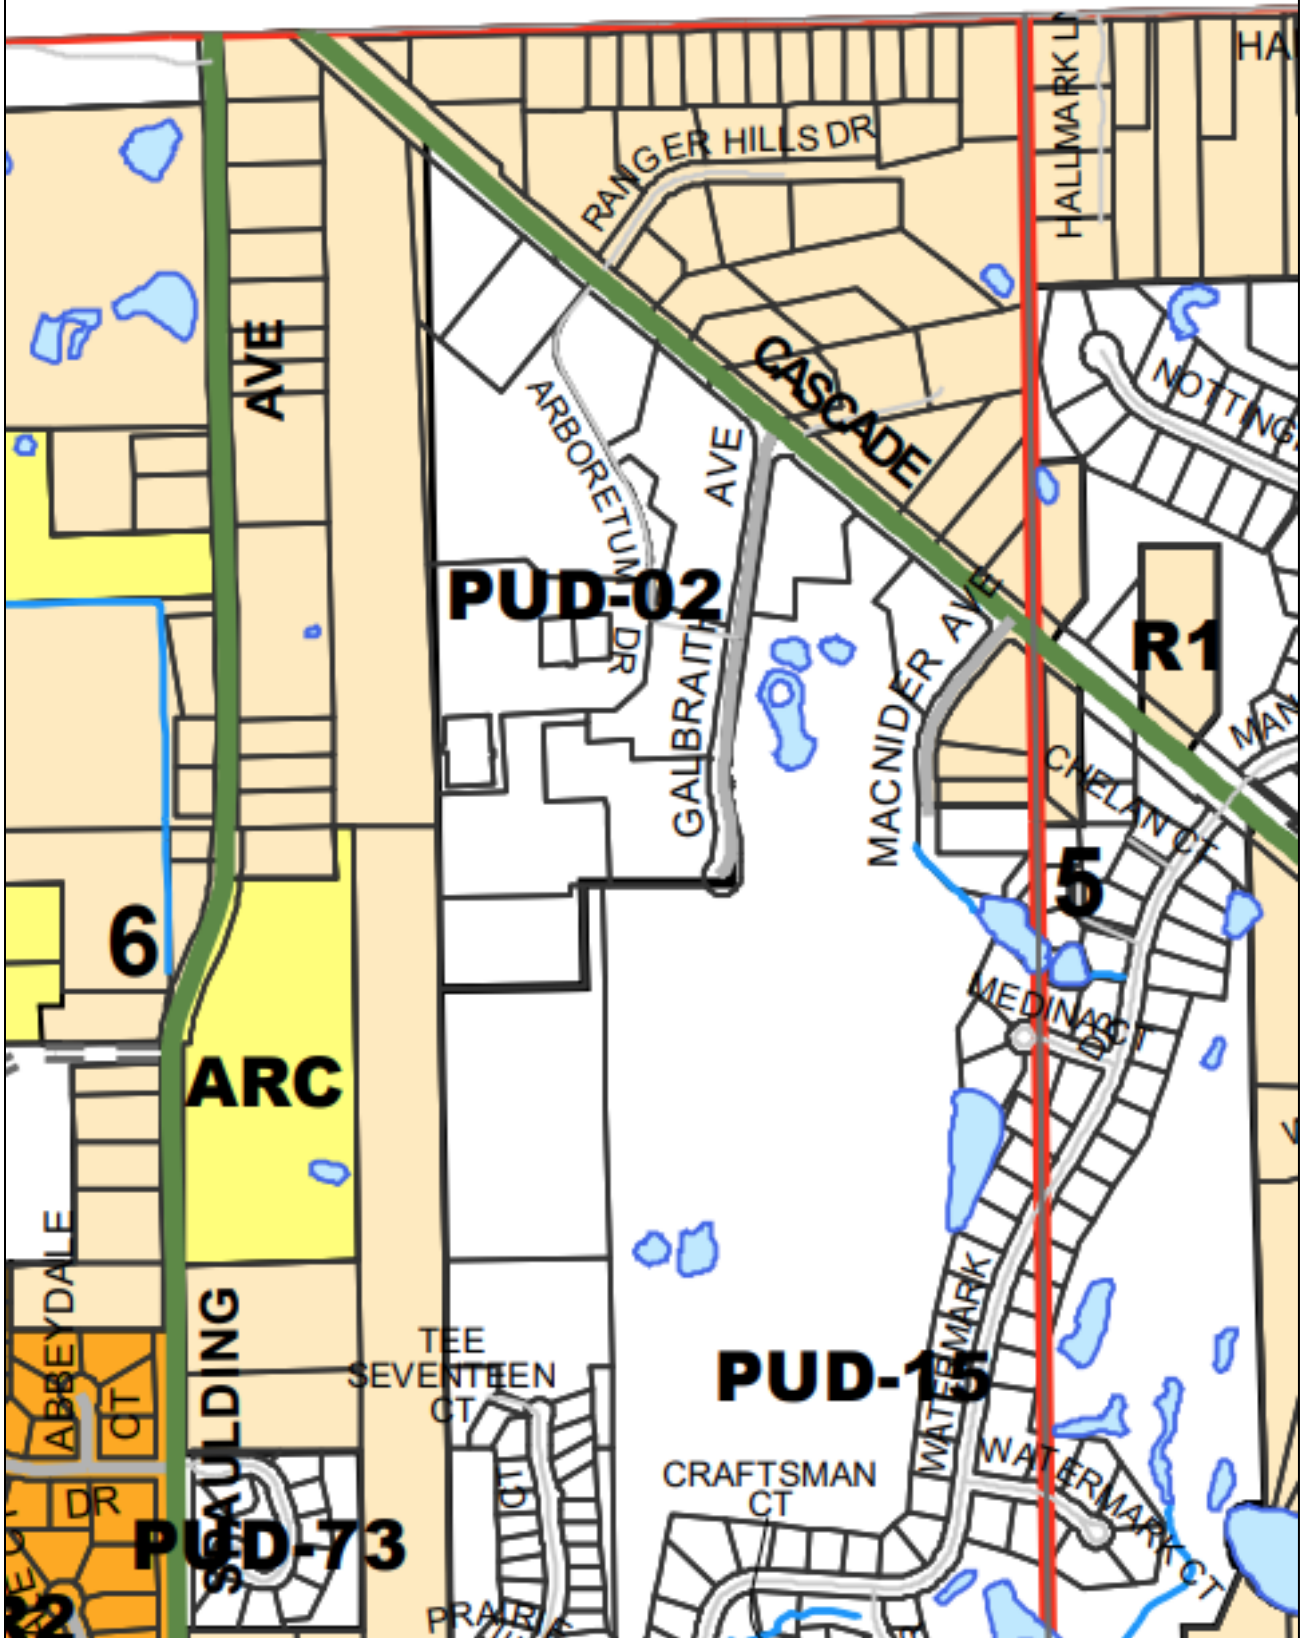 HALLMARK LN
RANGER HILLS DR
AVE
CASCADE
ARBORETUM DR
AVE
GALBRAITH
PUD-02
MACNIDER AVE
R1
CHELAN CT
5
6
MEDINA CT
DR
ARC
ABBEYDALE
CT
SPAULDING
TEE
SEVENTEEN
CT
PUD-15
WATERMARK
WATERMARK CT
CRAFTSMAN
CT
DR
PUD-73
PRAIRIE